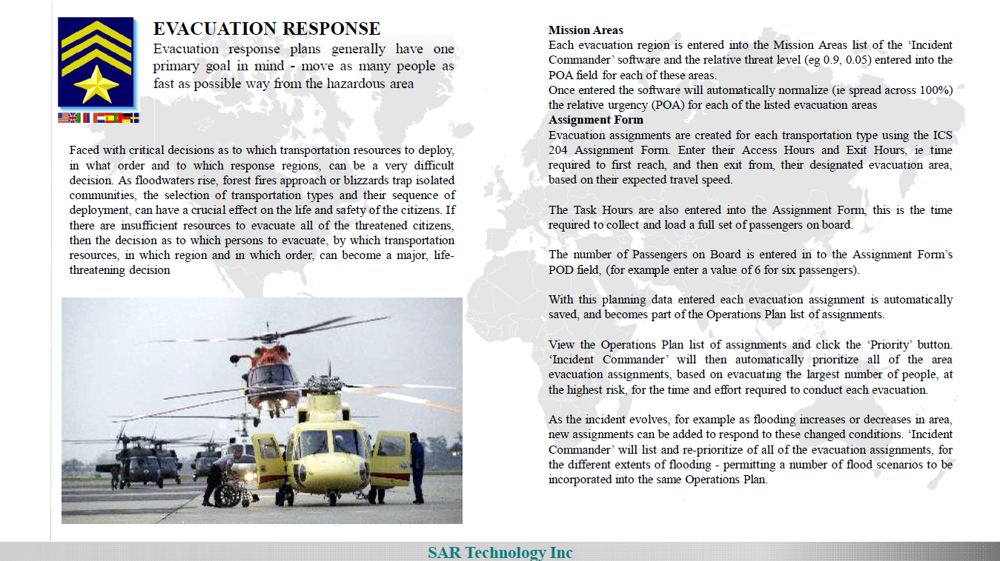 EVACUATION RESPONSE
Evacuation response plans generally have one
primary goal in mind - move as many people as
fast as possible way from the hazardous area
Faced with critical decisions as to which transportation resources to deploy,
in what order and to which response regions, can be a very difficult
decision. As floodwaters rise, forest fires approach or blizzards trap isolated
communities, the selection of transportation types and their sequence of
deployment, can have a crucial effect on the life and safety of the citizens. If
there are insufficient resources to evacuate all of the threatened citizens,
then the decision as to which persons to evacuate, by which transportation
resources, in which region and in which order, can become a major, life-
threatening decision
Mission Areas
Each evacuation region is entered into the Mission Areas list of the ‘Incident
Commander’ software and the relative threat level (eg 0.9, 0.05) entered into the
POA field for each of these areas.
Once entered the software will automatically normalize (ie spread across 100%)
the relative urgency (POA) for each of the listed evacuation areas
Assignment Form
Evacuation assignments are created for each transportation type using the ICS
204 Assignment Form. Enter their Access Hours and Exit Hours, ie time
required to first reach, and then exit from, their designated evacuation area,
based on their expected travel speed.
The Task Hours are also entered into the Assignment Form, this is the time
required to collect and load a full set of passengers on board.
The number of Passengers on Board is entered in to the Assignment Form’s
POD field, (for example enter a value of 6 for six passengers).
With this planning data entered each evacuation assignment is automatically
saved, and becomes part of the Operations Plan list of assignments.
View the Operations Plan list of assignments and click the ‘Priority’ button.
‘Incident Commander’ will then automatically prioritize all of the area
evacuation assignments, based on evacuating the largest number of people, at
the highest risk, for the time and effort required to conduct each evacuation.
As the incident evolves, for example as flooding increases or decreases in area,
new assignments can be added to respond to these changed conditions. ‘Incident
Commander’ will list and re-prioritize of all of the evacuation assignments, for
the different extents of flooding - permitting a number of flood scenarios to be
incorporated into the same Operations Plan.
SAR Technology Inc